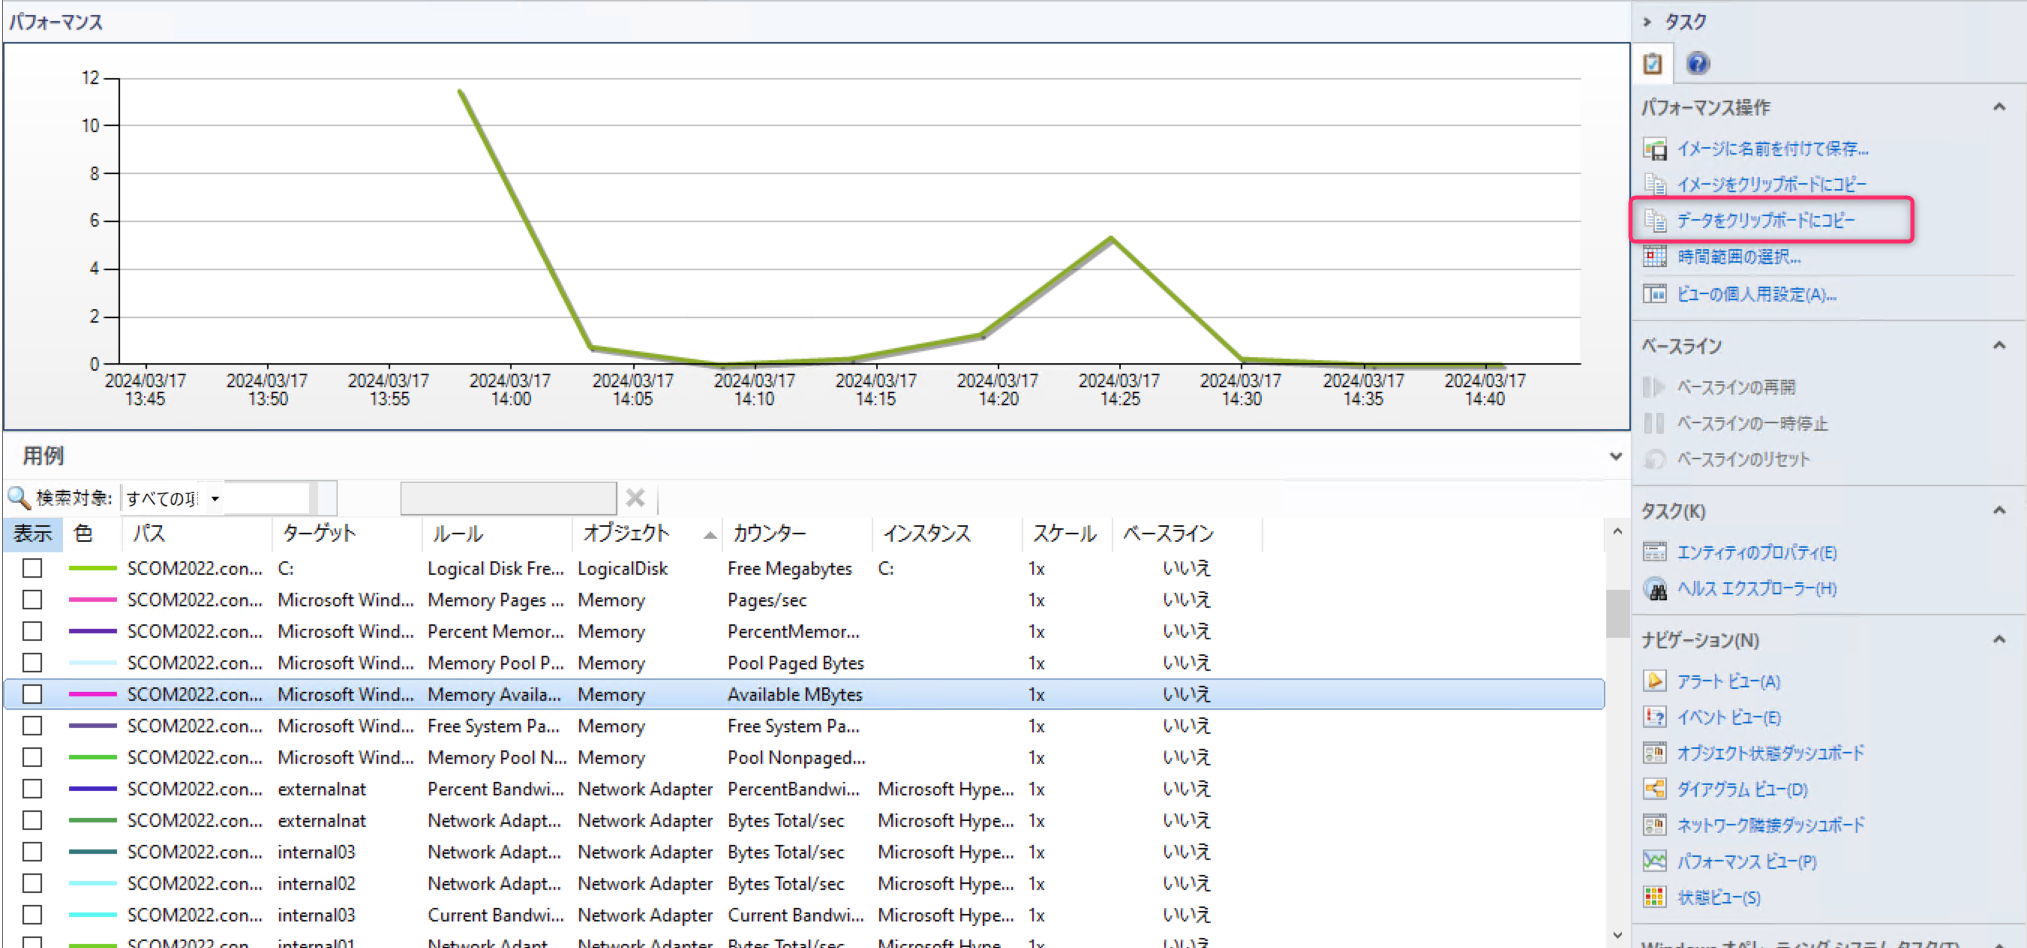 パフォーマンス
12
10
8
6
4
2
0
2024/03/17 2024/03/17 2024/03/17 2024/03/17 2024/03/17 2024/03/17 2024/03/17 2024/03/17 2024/03/17 2024/03/17 2024/03/17 2024/03/17
13:45 13:50 13:55 14:00 14:05 14:10 14:15 14:20 14:25 14:30 14:35 14:40
用例
検索対象: すべての項
表示 色 パス ターゲット ルール オブジェクト カウンター インスタンス スケール ベースライン
SCOM2022.con... C: Logical Disk Fre... LogicalDisk Free Megabytes C: 1x いいえ
SCOM2022.con... Microsoft Wind... Memory Pages ... Memory Pages/sec 1x いいえ
SCOM2022.con... Microsoft Wind... Percent Memor... Memory PercentMemor... 1x いいえ
SCOM2022.con... Microsoft Wind... Memory Pool P... Memory Pool Paged Bytes 1x いいえ
SCOM2022.con... Microsoft Wind... Memory Availa... Memory Available MBytes 1x いいえ
SCOM2022.con... Microsoft Wind... Free System Pa... Memory Free System Pa... 1x いいえ
SCOM2022.con... Microsoft Wind... Memory Pool N... Memory Pool Nonpaged... 1x いいえ
SCOM2022.con... externalnat Percent Bandwi... Network Adapter PercentBandwi... Microsoft Hype... 1x いいえ
SCOM2022.con... externalnat Network Adapt... Network Adapter Bytes Total/sec Microsoft Hype... 1x いいえ
SCOM2022.con... internal03 Network Adapt... Network Adapter Bytes Total/sec Microsoft Hype... 1x いいえ
SCOM2022.con... internal02 Network Adapt... Network Adapter Bytes Total/sec Microsoft Hype... 1x いいえ
SCOM2022.con... internal03 Current Bandwi... Network Adapter Current Bandwi... Microsoft Hype... 1x いいえ
SCOM2022.con... internal01 Network Adapt... Network Adapter Bytes Total/sec Microsoft Hype... 1x いいえ
タスク
パフォーマンス操作
イメージに名前を付けて保存...
イメージをクリップボードにコピー
データをクリップボードにコピー
時間範囲の選択...
ビューの個人用設定(A)...
ベースライン
ベースラインの再開
ベースラインの一時停止
ベースラインのリセット
タスク(K)
エンティティのプロパティ(E)
ヘルス エクスプローラー(H)
ナビゲーション(N)
アラート ビュー(A)
イベント ビュー(E)
オブジェクト状態ダッシュボード
ダイアグラム ビュー(D)
ネットワーク隣接ダッシュボード
パフォーマンス ビュー(P)
状態ビュー(S)
Windows オペレーティング システム タスク(T)